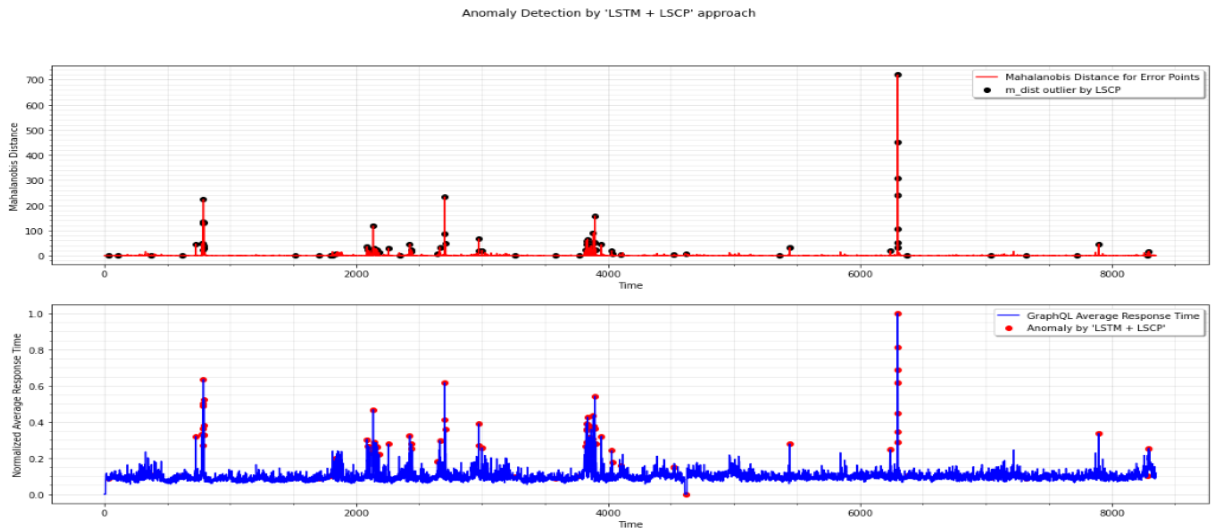 Anomaly Detection by 'LSTM + LSCP' approach
Mahalanobis Distance
700
600
500
400
300
200
100
0
Mahalanobis Distance for Error Points
m_dist outlier by LSCP
0 2000 4000 6000 8000
Time
Normalized Average Response Time
1.0
0.8
0.6
0.4
0.2
0.0
GraphQL Average Response Time
Anomaly by 'LSTM + LSCP'
0 2000 4000 6000 8000
Time